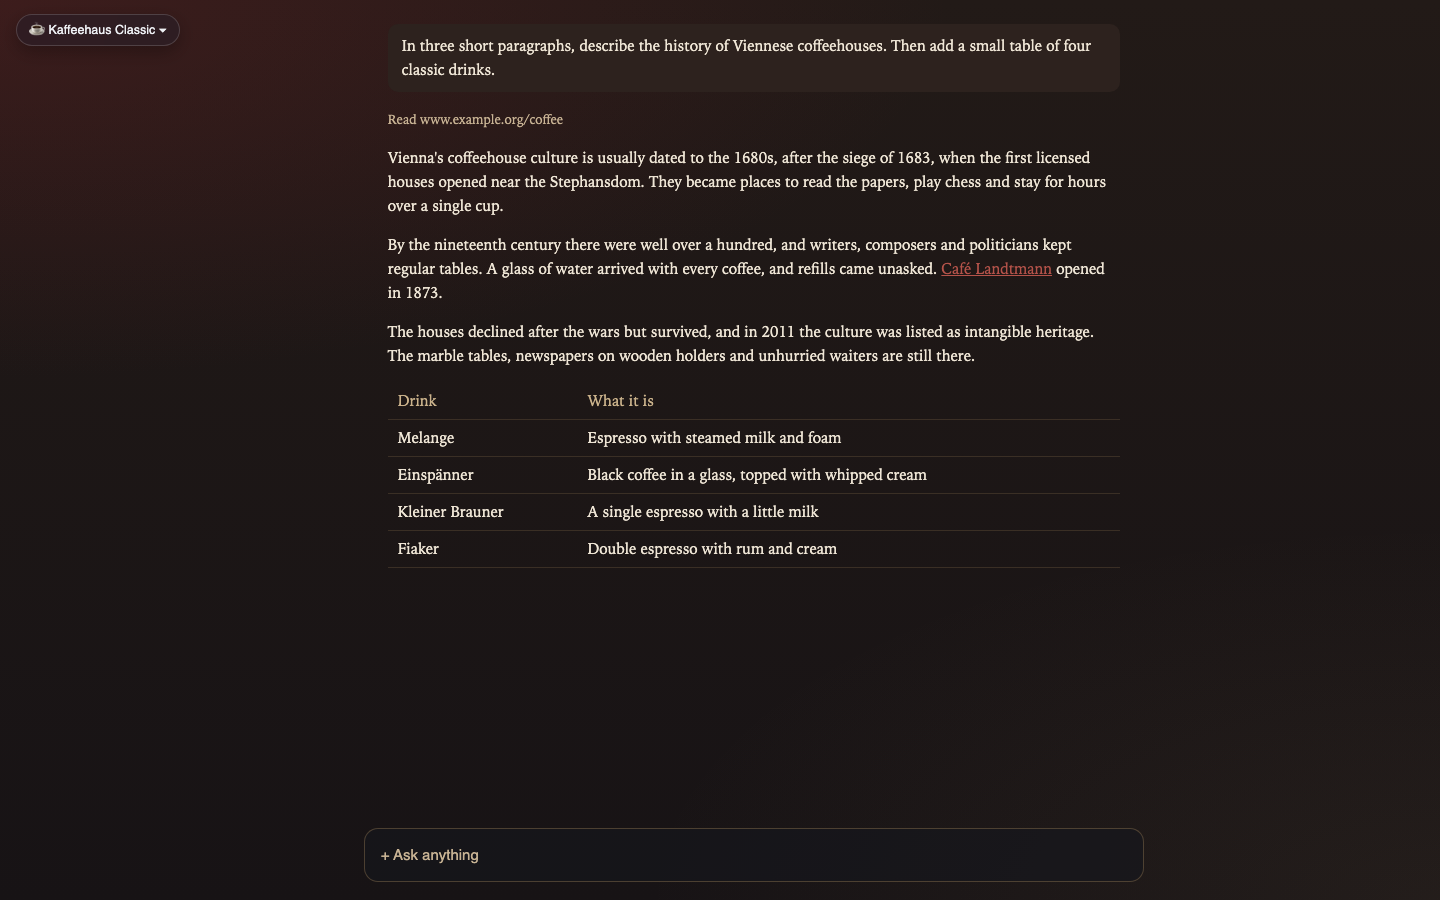 ☕ Kaffeehaus Classic
In three short paragraphs, describe the history of Viennese coffeehouses. Then add a small table of four
classic drinks.
Read www.example.org/coffee
Vienna's coffeehouse culture is usually dated to the 1680s, after the siege of 1683, when the first licensed
houses opened near the Stephansdom. They became places to read the papers, play chess and stay for hours
over a single cup.
By the nineteenth century there were well over a hundred, and writers, composers and politicians kept
regular tables. A glass of water arrived with every coffee, and refills came unasked. Café Landtmann opened
in 1873.
The houses declined after the wars but survived, and in 2011 the culture was listed as intangible heritage.
The marble tables, newspapers on wooden holders and unhurried waiters are still there.
Drink What it is
Melange Espresso with steamed milk and foam
Einspänner Black coffee in a glass, topped with whipped cream
Kleiner Brauner A single espresso with a little milk
Fiaker Double espresso with rum and cream
+ Ask anything